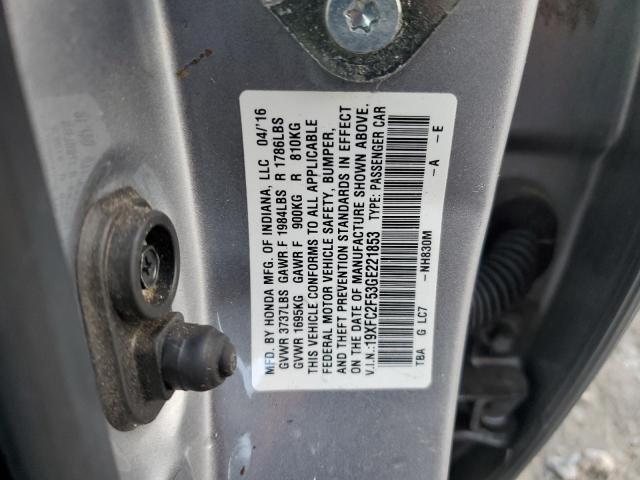 MFD. BY HONDA MFG. OF INDIANA, LLC 04/'16
GVWR 3737LBS GAWR F 1984LBS R 1786LBS
GVWR 1695KG GAWR F 900KG R 810KG
THIS VEHICLE CONFORMS TO ALL APPLICABLE
FEDERAL MOTOR VEHICLE SAFETY, BUMPER,
AND THEFT PREVENTION STANDARDS IN EFFECT
ON THE DATE OF MANUFACTURE SHOWN ABOVE.
V.I.N.:19XFC2F53GE221853 TYPE: PASSENGER CAR
TBA G LC7 -NH830M -A -E